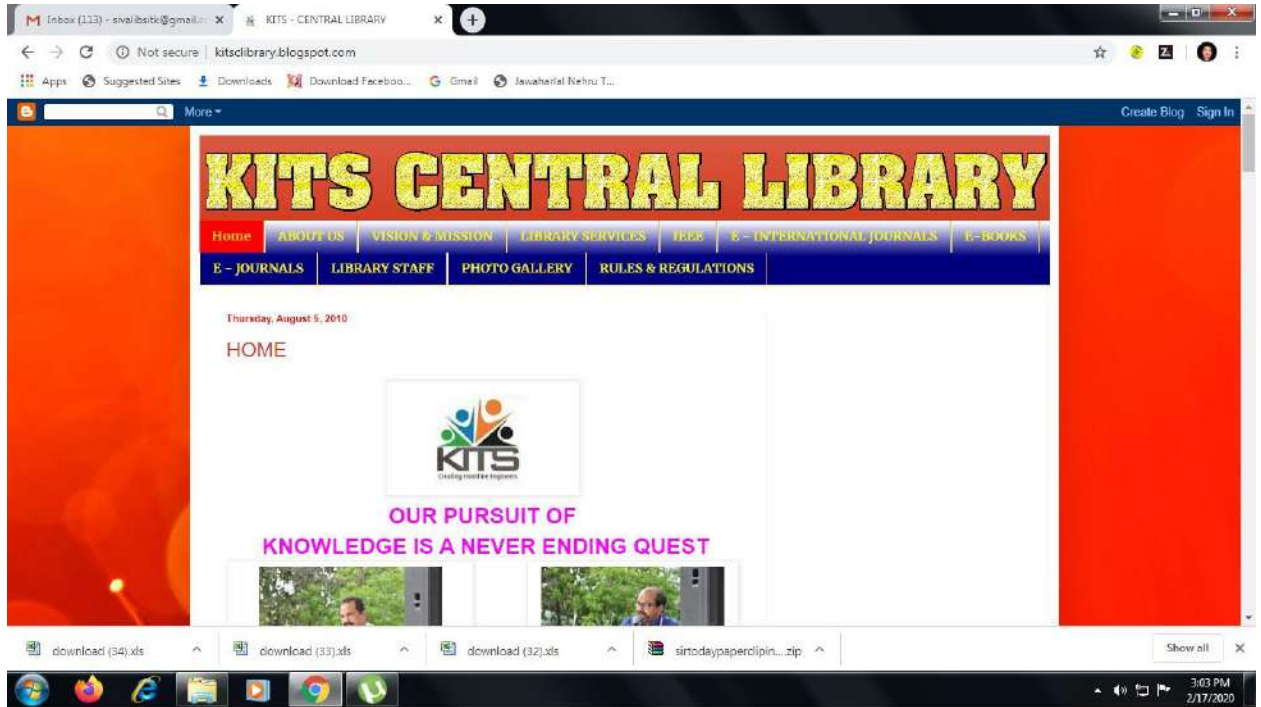 Inbox (113) - sivalibsitk@gmail.c
KITS - CENTRAL LIBRARY
Not secure | kitsclibrary.blogspot.com
Apps Suggested Sites Downloads Download Faceboo... Gmail Jawaharlal Nehru T...
More Create Blog Sign In
KITS CENTRAL LIBRARY
Home ABOUT US VISION & MISSION LIBRARY SERVICES IEEE E – INTERNATIONAL JOURNALS E-BOOKS
E – JOURNALS LIBRARY STAFF PHOTO GALLERY RULES & REGULATIONS
Thursday, August 5, 2010
HOME
KITS
OUR PURSUIT OF
KNOWLEDGE IS A NEVER ENDING QUEST
download (34).xls download (33).xls download (32).xls sirtodaypaperclipin....zip Show all
3:03 PM
2/17/2020